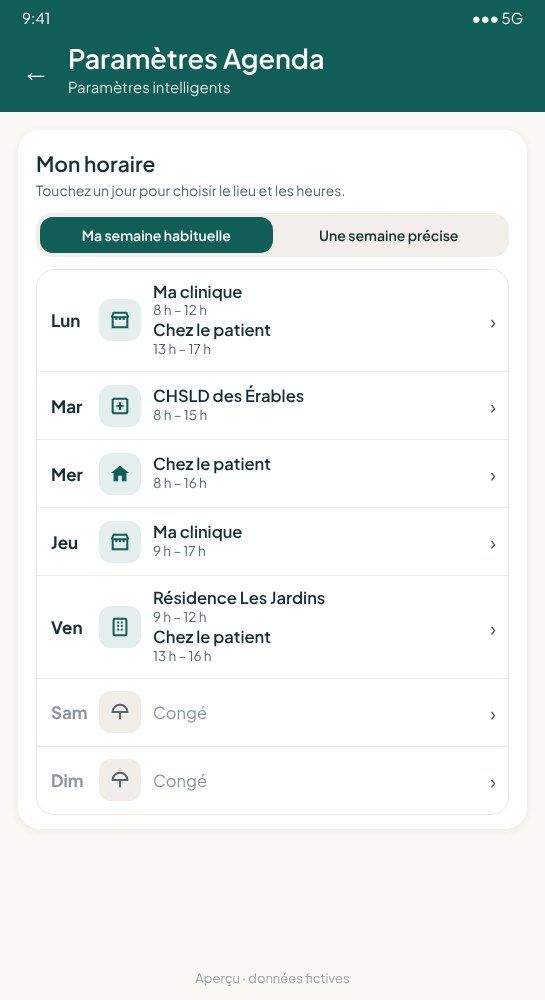 9:41 ●●● 5G
← Paramètres Agenda
Paramètres intelligents
Mon horaire
Touchez un jour pour choisir le lieu et les heures.
Ma semaine habituelle Une semaine précise
Lun
Ma clinique
8 h – 12 h
Chez le patient
13 h – 17 h
›
Mar
CHSLD des Érables
8 h – 15 h
›
Mer
Chez le patient
8 h – 16 h
›
Jeu
Ma clinique
9 h – 17 h
›
Ven
Résidence Les Jardins
9 h – 12 h
Chez le patient
13 h – 16 h
›
Sam Congé ›
Dim Congé ›
Aperçu · données fictives